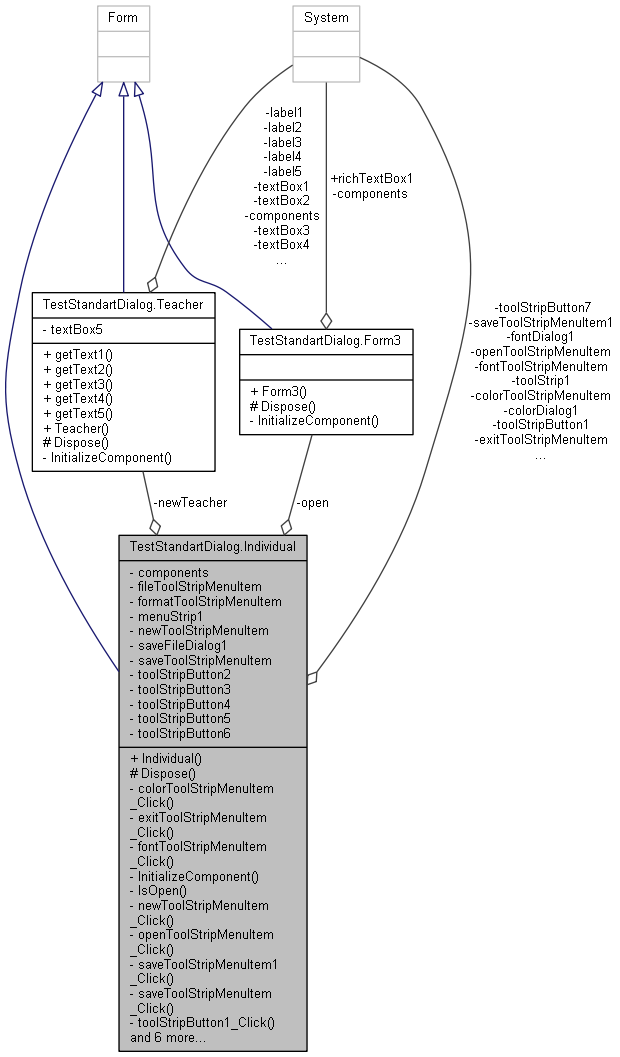 Form
System
-label1
-label2
-label3
-label4
-label5
-textBox1
-textBox2
-components
-textBox3
-textBox4
...
+richTextBox1
-components
TestStandartDialog.Teacher
- textBox5
+ getText1()
+ getText2()
+ getText3()
+ getText4()
+ getText5()
+ Teacher()
# Dispose()
- InitializeComponent()
TestStandartDialog.Form3
+ Form3()
# Dispose()
- InitializeComponent()
-toolStripButton7
-saveToolStripMenuItem1
-fontDialog1
-openToolStripMenuItem
-fontToolStripMenuItem
-toolStrip1
-colorToolStripMenuItem
-colorDialog1
-toolStripButton1
-exitToolStripMenuItem
...
-newTeacher
-open
TestStandartDialog.Individual
- components
- fileToolStripMenuItem
- formatToolStripMenuItem
- menuStrip1
- newToolStripMenuItem
- saveFileDialog1
- saveToolStripMenuItem
- toolStripButton2
- toolStripButton3
- toolStripButton4
- toolStripButton5
- toolStripButton6
+ Individual()
# Dispose()
- colorToolStripMenuItem
_Click()
- exitToolStripMenuItem
_Click()
- fontToolStripMenuItem
_Click()
- InitializeComponent()
- IsOpen()
- newToolStripMenuItem
_Click()
- openToolStripMenuItem
_Click()
- saveToolStripMenuItem1
_Click()
- saveToolStripMenuItem
_Click()
- toolStripButton1_Click()
and 6 more...